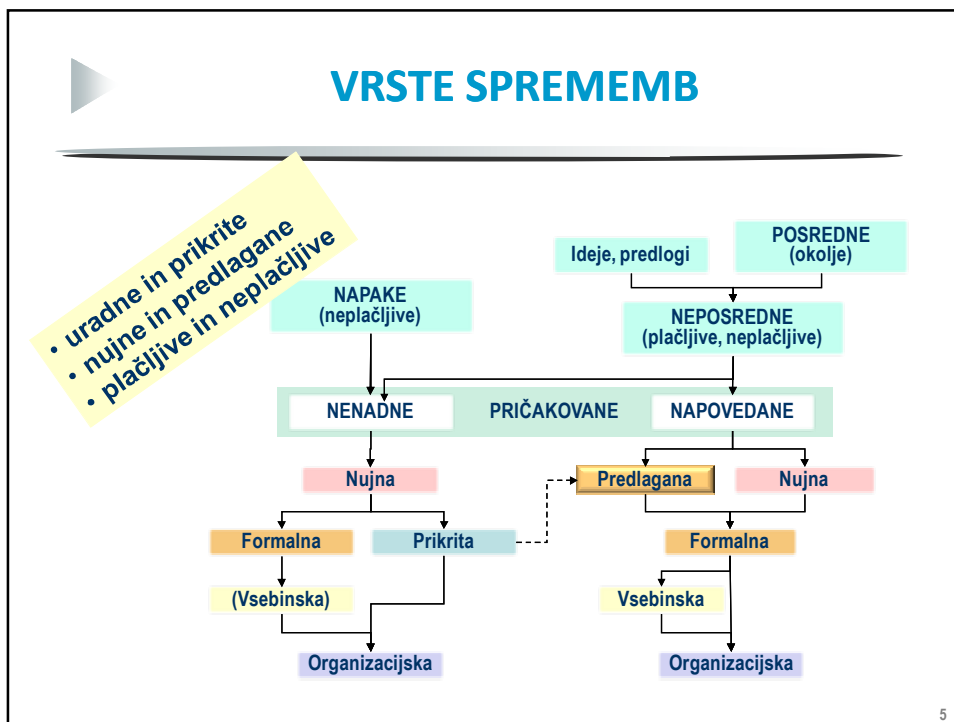 VRSTE SPREMEMB
• uradne in prikrite
• nujne in predlagane
• plačljive in neplačljive
Ideje, predlogi
POSREDNE
(okolje)
NAPAKE
(neplačljive)
NEPOSREDNE
(plačljive, neplačljive)
NENADNE
PRIČAKOVANE
NAPOVEDANE
Nujna
Predlagana
Nujna
Formalna
Prikrita
Formalna
(Vsebinska)
Vsebinska
Organizacijska
Organizacijska
5